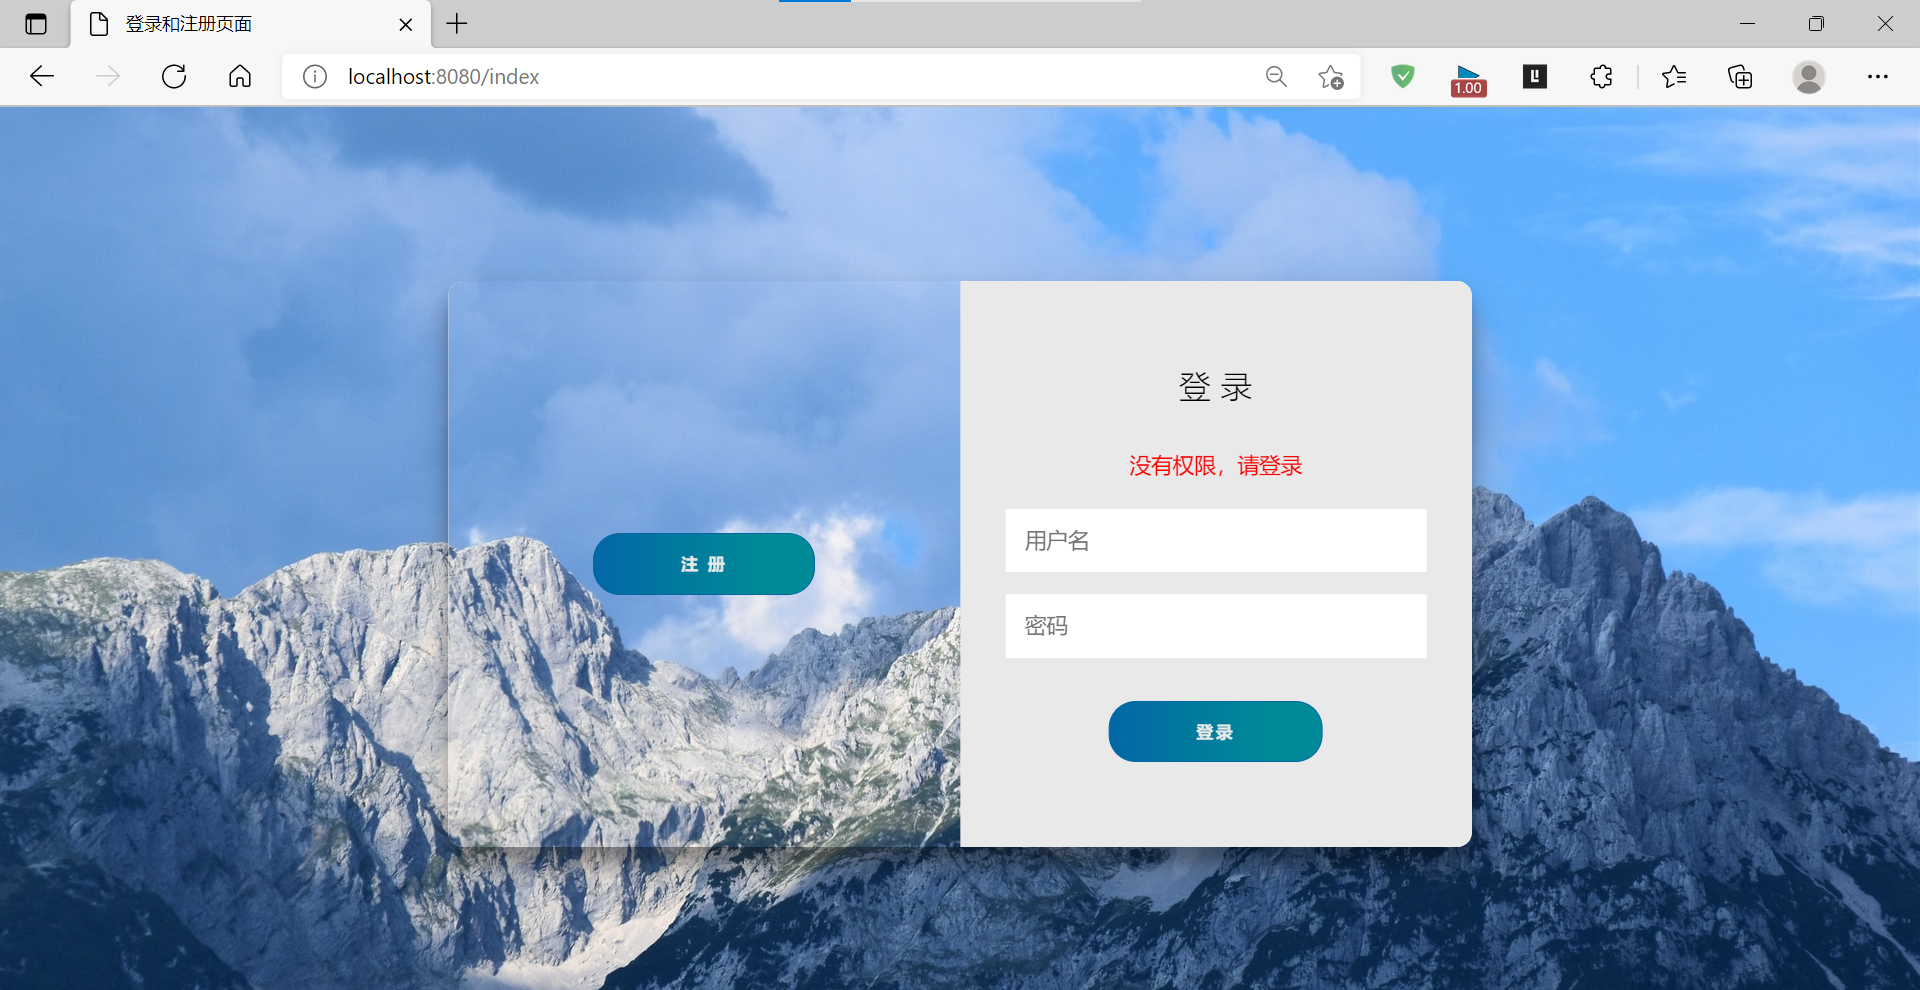 登录和注册页面
localhost:8080/index
1.00
登 录
没有权限，请登录
用户名
注 册
密码
登录